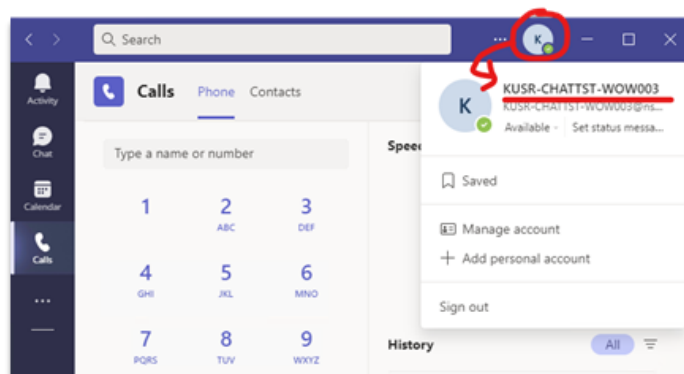 Search
K
Activity
Chat
Calendar
Calls
Calls Phone Contacts
Type a name or number
1
2 ABC
3 DEF
4 GHI
5 JKL
6 MNO
7 PQRS
8 TUV
9 WXYZ
Spee
K
KUSR-CHATTST-WOW003
KUSR-CHATTST-WOW003@ns...
Available
Set status messa...
Saved
Manage account
Add personal account
Sign out
History
All